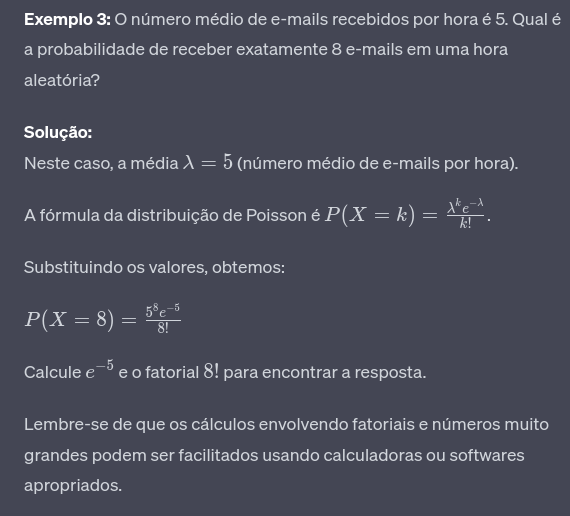 Exemplo 3: O número médio de e-mails recebidos por hora é 5. Qual é
a probabilidade de receber exatamente 8 e-mails em uma hora
aleatória?
Solução:
Neste caso, a média λ = 5 (número médio de e-mails por hora).
A fórmula da distribuição de Poisson é P(X = k) = \frac{λ^k e^{-λ}}{k!}.
Substituindo os valores, obtemos:
P(X = 8) = \frac{5^8 e^{-5}}{8!}
Calcule e^{-5} e o fatorial 8! para encontrar a resposta.
Lembre-se de que os cálculos envolvendo fatoriais e números muito
grandes podem ser facilitados usando calculadoras ou softwares
apropriados.